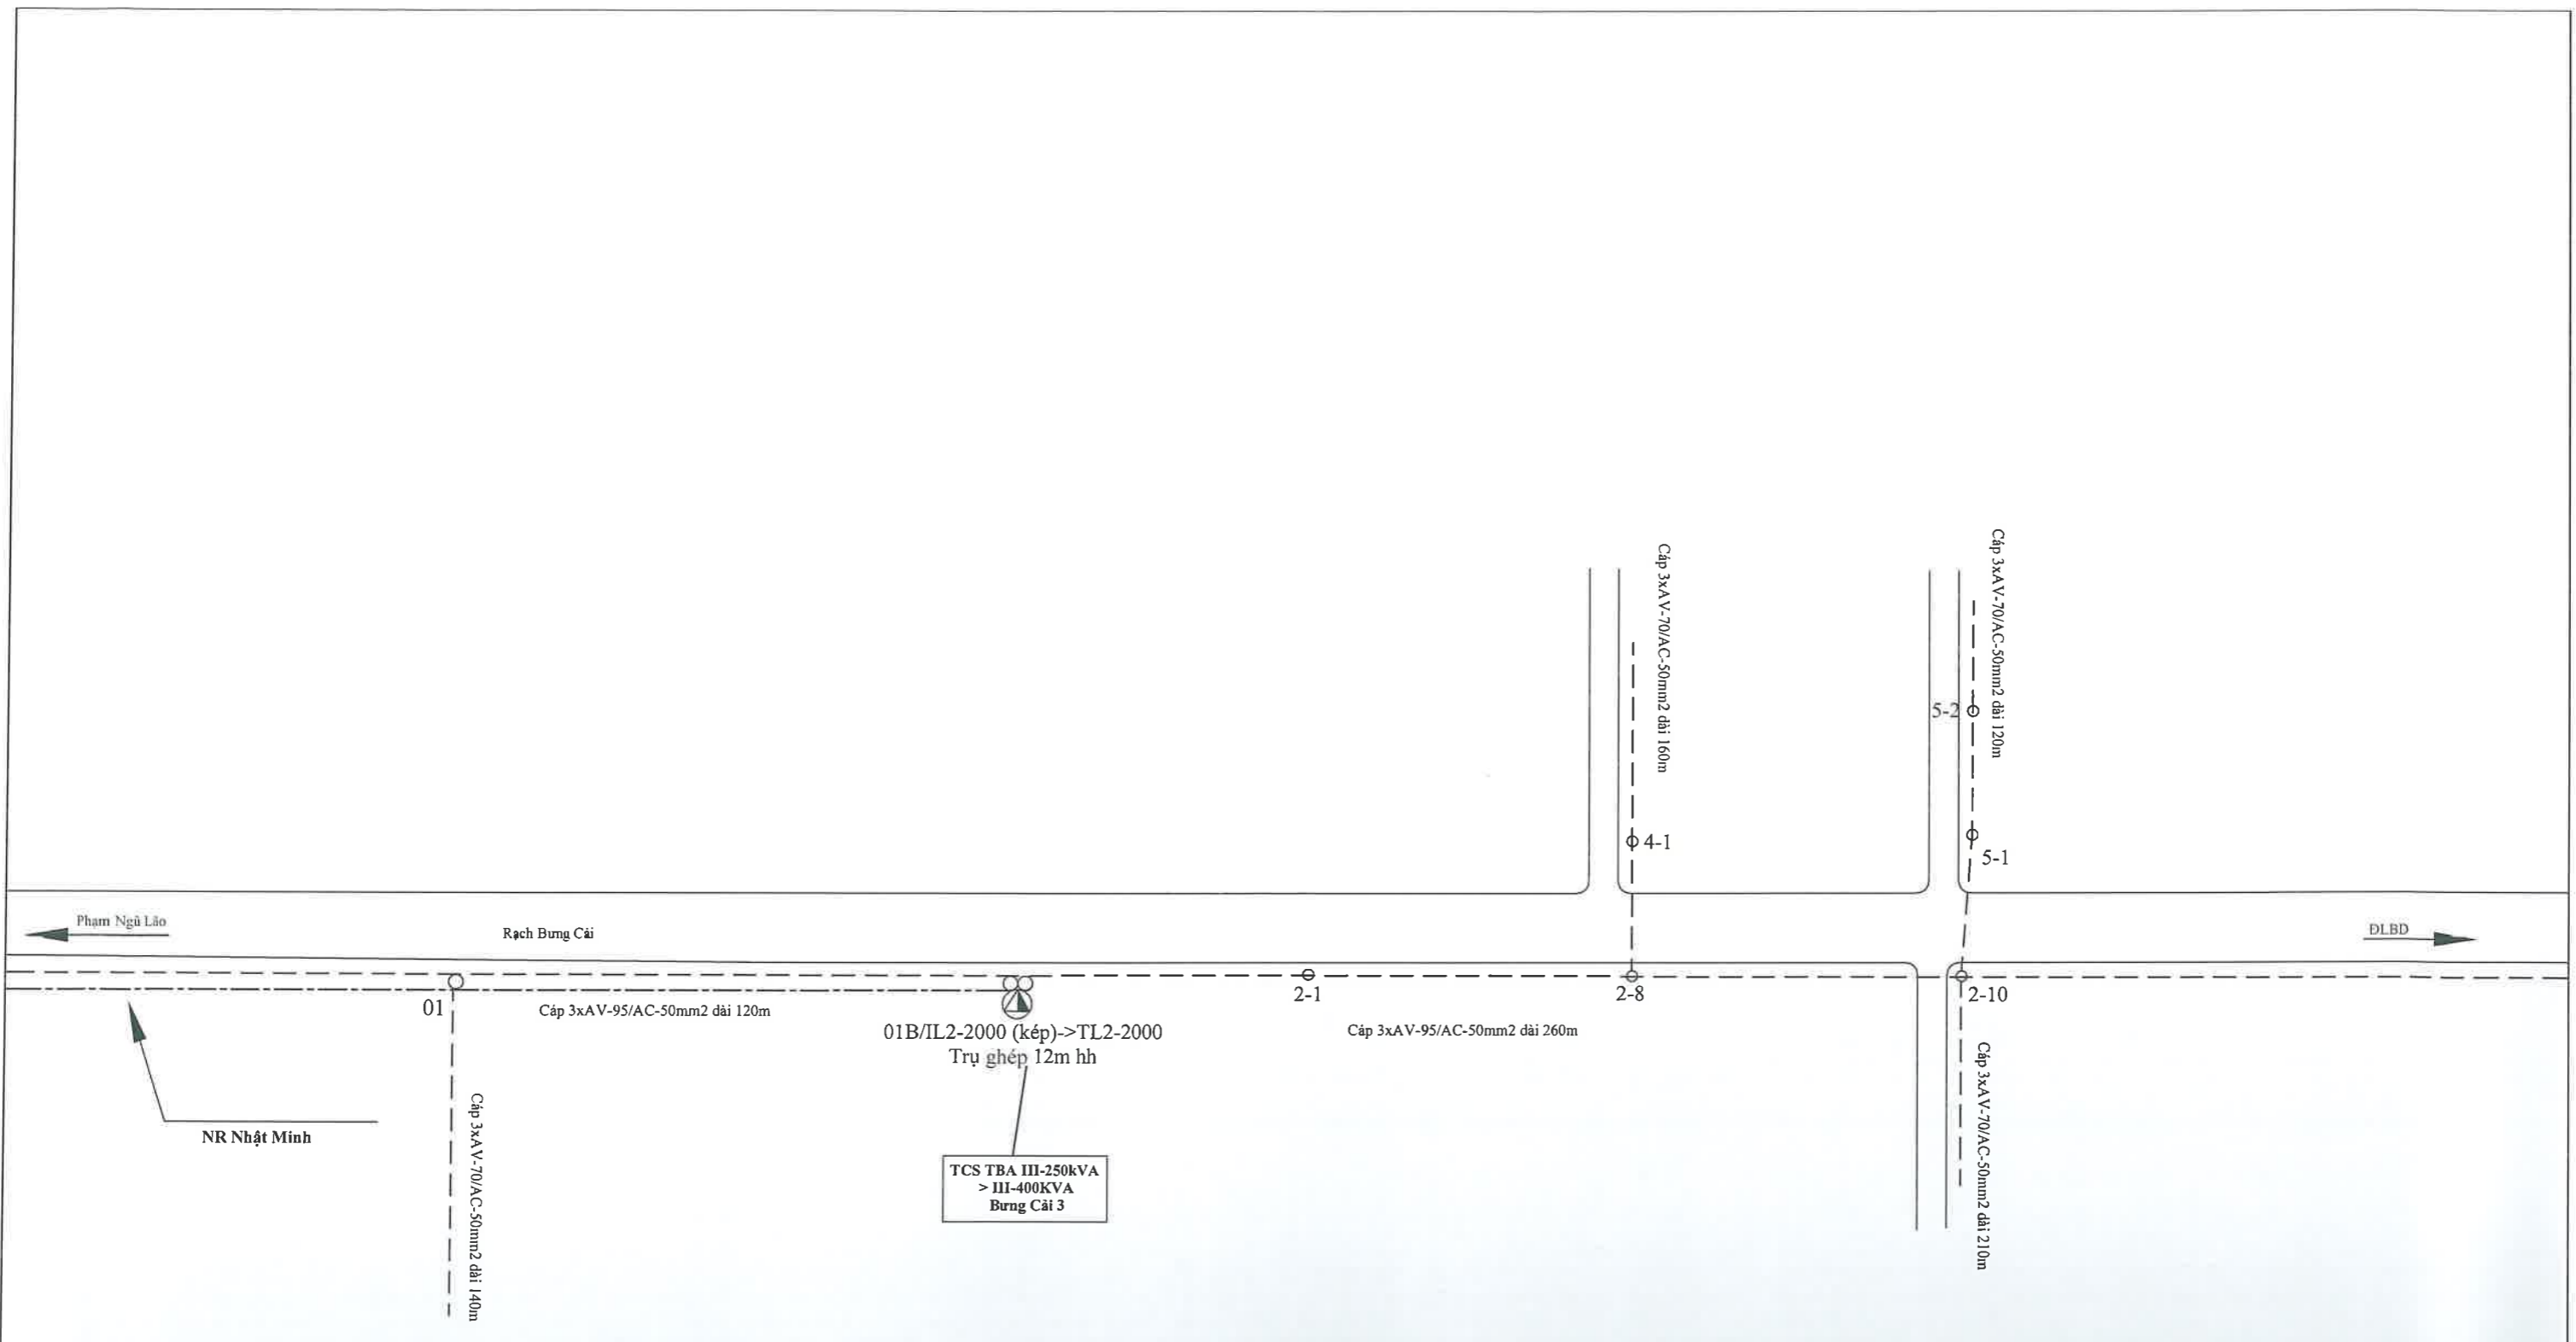 Cáp 3xAV-70/AC-50mm2 dài 160m
Cáp 3xAV-70/AC-50mm2 dài 120m
5-2
4-1
5-1
Phạm Ngũ Lão
Rạch Bưng Cải
ĐLBD
01
Cáp 3xAV-95/AC-50mm2 dài 120m
2-1
2-8
2-10
01B/IL2-2000 (kép)->TL2-2000
Trụ ghép 12m hh
Cáp 3xAV-95/AC-50mm2 dài 260m
Cáp 3xAV-70/AC-50mm2 dài 140m
Cáp 3xAV-70/AC-50mm2 dài 210m
NR Nhật Minh
TCS TBA III-250kVA
> III-400KVA
Bưng Cải 3